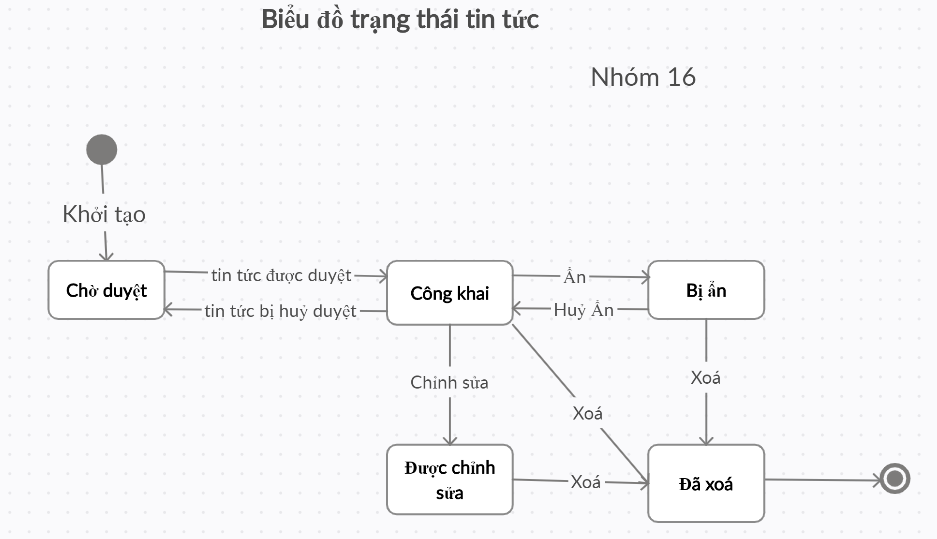 Biểu đồ trạng thái tin tức
Nhóm 16
Khởi tạo
Chờ duyệt
tin tức được duyệt
tin tức bị huỷ duyệt
Công khai
Ẩn
Huỷ Ẩn
Bị ẩn
Chỉnh sửa
Xoá
Xoá
Được chỉnh
sửa
Xoá
Đã xoá